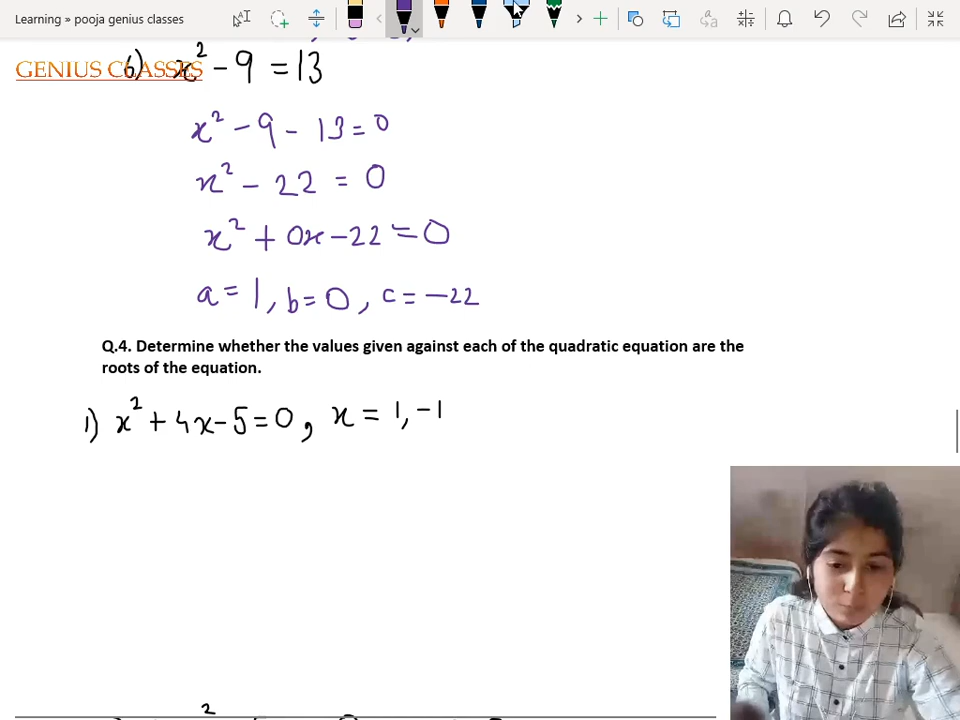 Learning » pooja genius classes
GENIUS CLASSES
6) x² - 9 = 13
x² - 9 - 13 = 0
x² - 22 = 0
x² + 0x - 22 = 0
a = 1, b = 0, c = -22
Q.4. Determine whether the values given against each of the quadratic equation are the
roots of the equation.
1) x² + 4x - 5 = 0, x = 1, -1